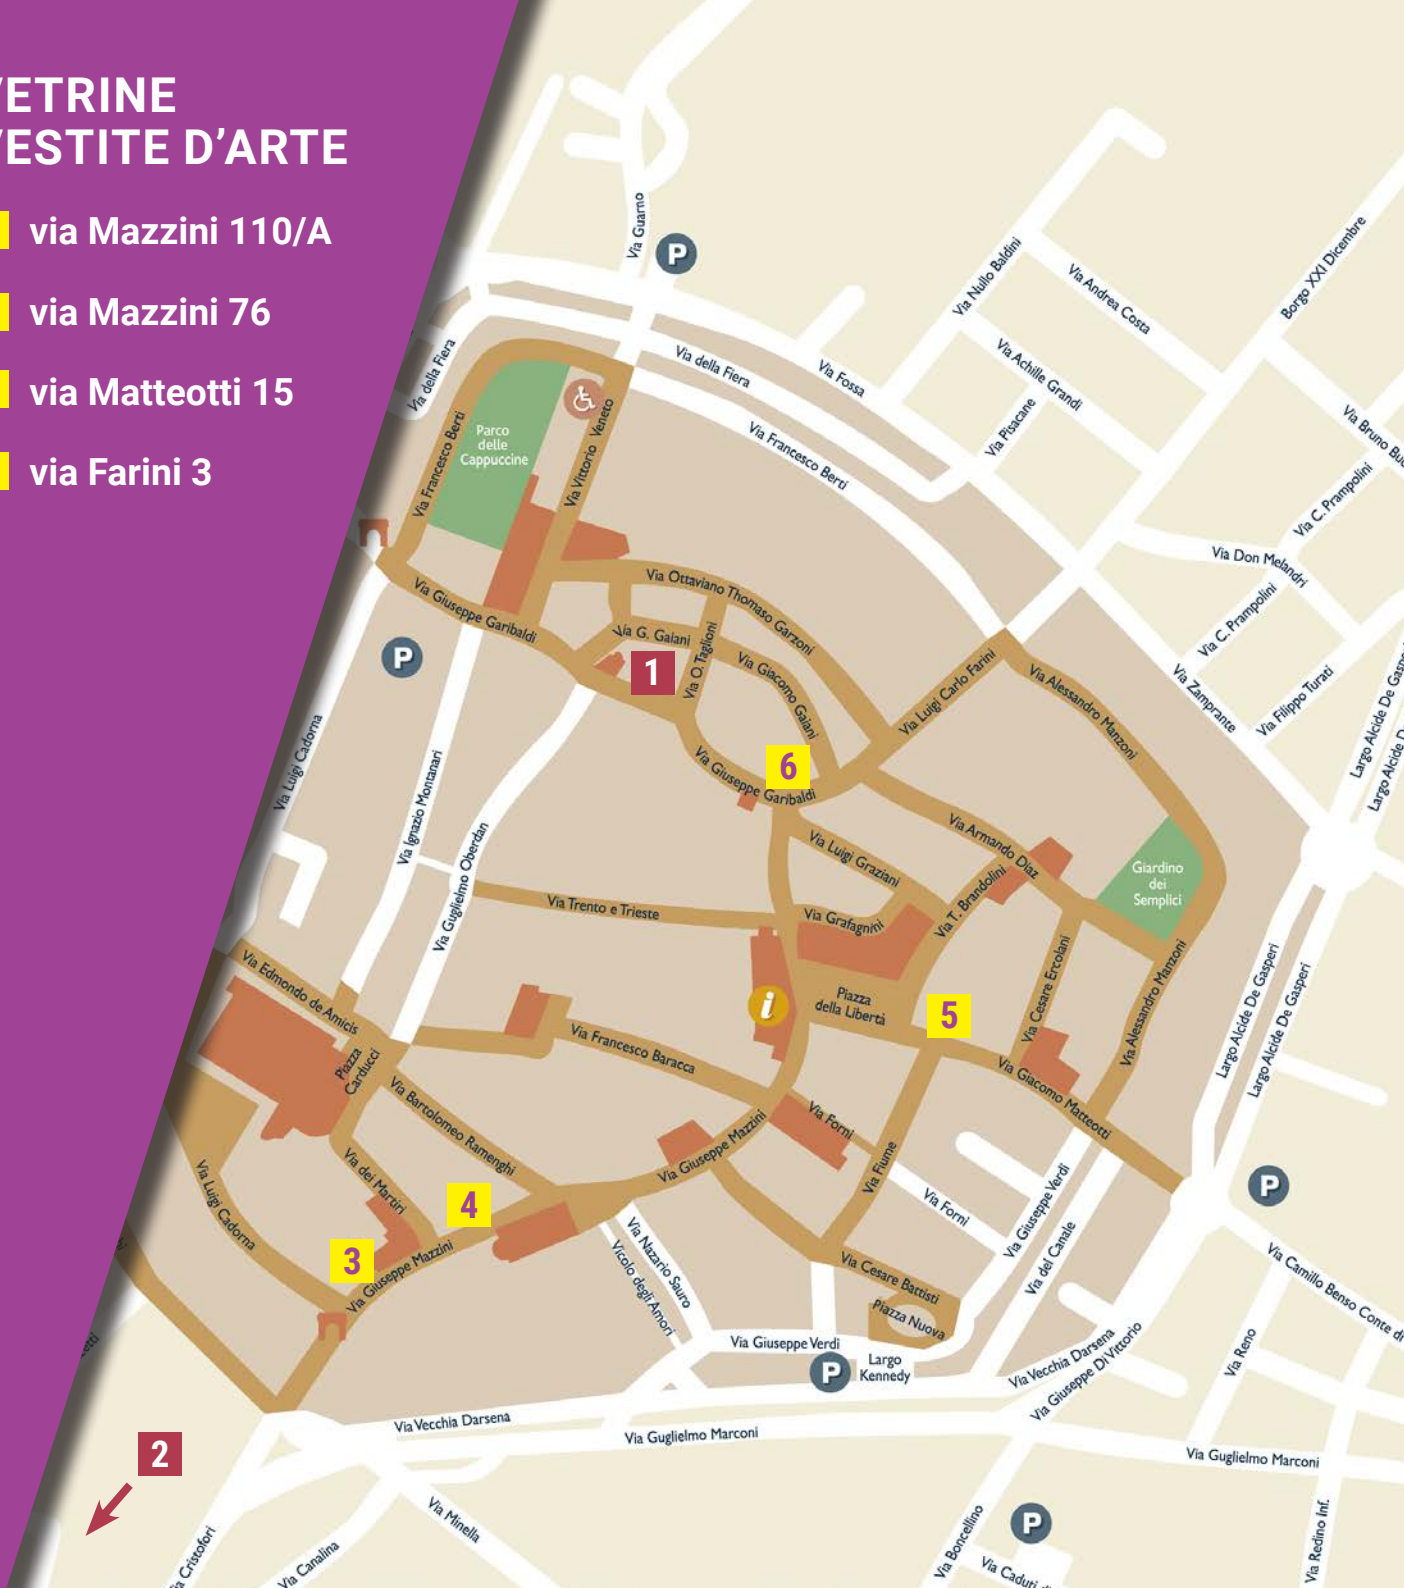 VETRINE
VESTITE D'ARTE
via Mazzini 110/A
via Mazzini 76
via Matteotti 15
via Farini 3
Via Guarno
P
Via Nullo Baldini
Via Andrea Costa
Borgo XXI Dicembre
Via della Fiera
Via della Fiera
Via Fossa
Via Achille Grandi
Via Pisacane
Via Francesco Berti
Via Francesco Berti
Parco
delle
Cappuccine
Via Vittorio Veneto
Via C. Prampolini
Via Don Melandri
Via C. Prampolini
Via Filippo Turati
Via Zamprante
Via Giuseppe Garibaldi
Via Ottaviano Thomaso Garzoni
Via G. Gaiani
Via O. Taglioni
Via Giacomo Gaiani
1
P
Via Luigi Carlo Farini
Via Alessandro Manzoni
Via Luigi Cadorna
Via Ignazio Montanari
Via Guglielmo Oberdan
6
Via Giuseppe Garibaldi
Via Luigi Graziani
Via Armando Diaz
Via T. Brandolini
Giardino
dei
Semplici
Via Trento e Trieste
Via Grafagnini
Via Edmondo de Amicis
Piazza
Carducci
Piazza
della Libertà
i
5
Via Cesare Ercolani
Via Alessandro Manzoni
Largo Alcide De Gasperi
Largo Alcide De Gasperi
Via Francesco Baracca
Via Bartolomeo Ramenghi
Via Giacomo Matteotti
Via Forni
Via Giuseppe Mazzini
Via Fiume
Via dei Martiri
Via Luigi Cadorna
4
3
Via Giuseppe Mazzini
P
Via Forni
Via Giuseppe Verdi
Via del Canale
Via Nazario Sauro
Vicolo degli Amori
Via Cesare Battisti
Piazza Nuova
Via Giuseppe Verdi
P
Largo
Kennedy
Via Camillo Benso Conte di
Via Reno
Via Vecchia Darsena
Via Giuseppe Di Vittorio
Via Vecchia Darsena
Via Guglielmo Marconi
Via Guglielmo Marconi
2
Via Minella
Via Canalina
Via Cristofori
Via Boncellino
P
Via Caduti
Via Redino Inf.